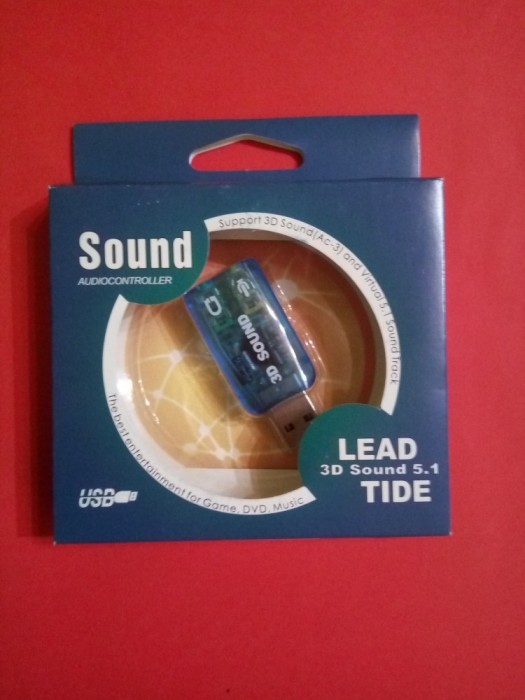 Support 3D Sound(Ac-3) and Virtual 5.1 Sound Track
Sound
AUDIOCONTROLLER
3D SOUND
LEAD
3D Sound 5.1
TIDE
The best entertainment for Game, DVD, Music
USB